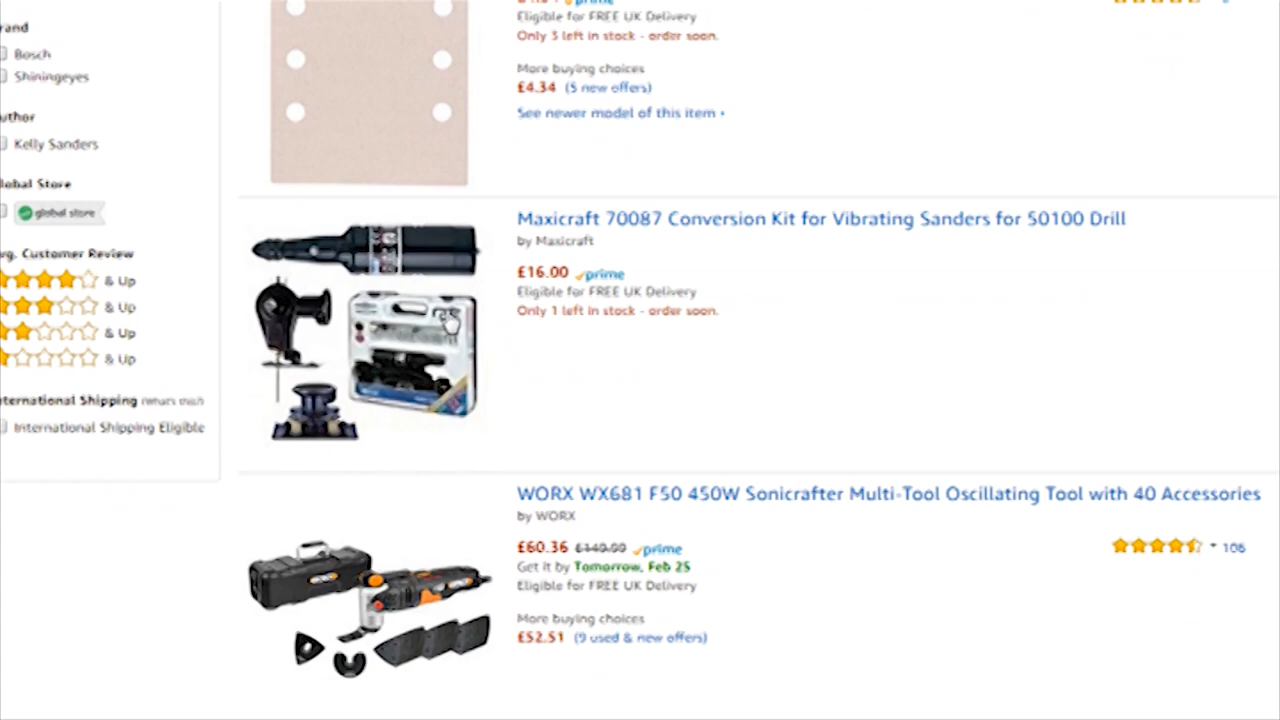 rand
Bosch
Shiningeyes
uthor
Kelly Sanders
lobal Store
global store
vg. Customer Review
& Up
& Up
& Up
& Up
ternational Shipping
International Shipping Eligible
prime
Eligible for FREE UK Delivery
Only 3 left in stock - order soon.
More buying choices
£4.34 (5 new offers)
See newer model of this item ›
Maxicraft 70087 Conversion Kit for Vibrating Sanders for 50100 Drill
by Maxicraft
£16.00 prime
Eligible for FREE UK Delivery
Only 1 left in stock - order soon.
WORX WX681 F50 450W Sonicrafter Multi-Tool Oscillating Tool with 40 Accessories
by WORX
£60.36 £149.99 prime
106
Get it by Tomorrow, Feb 25
Eligible for FREE UK Delivery
More buying choices
£52.51 (9 used & new offers)